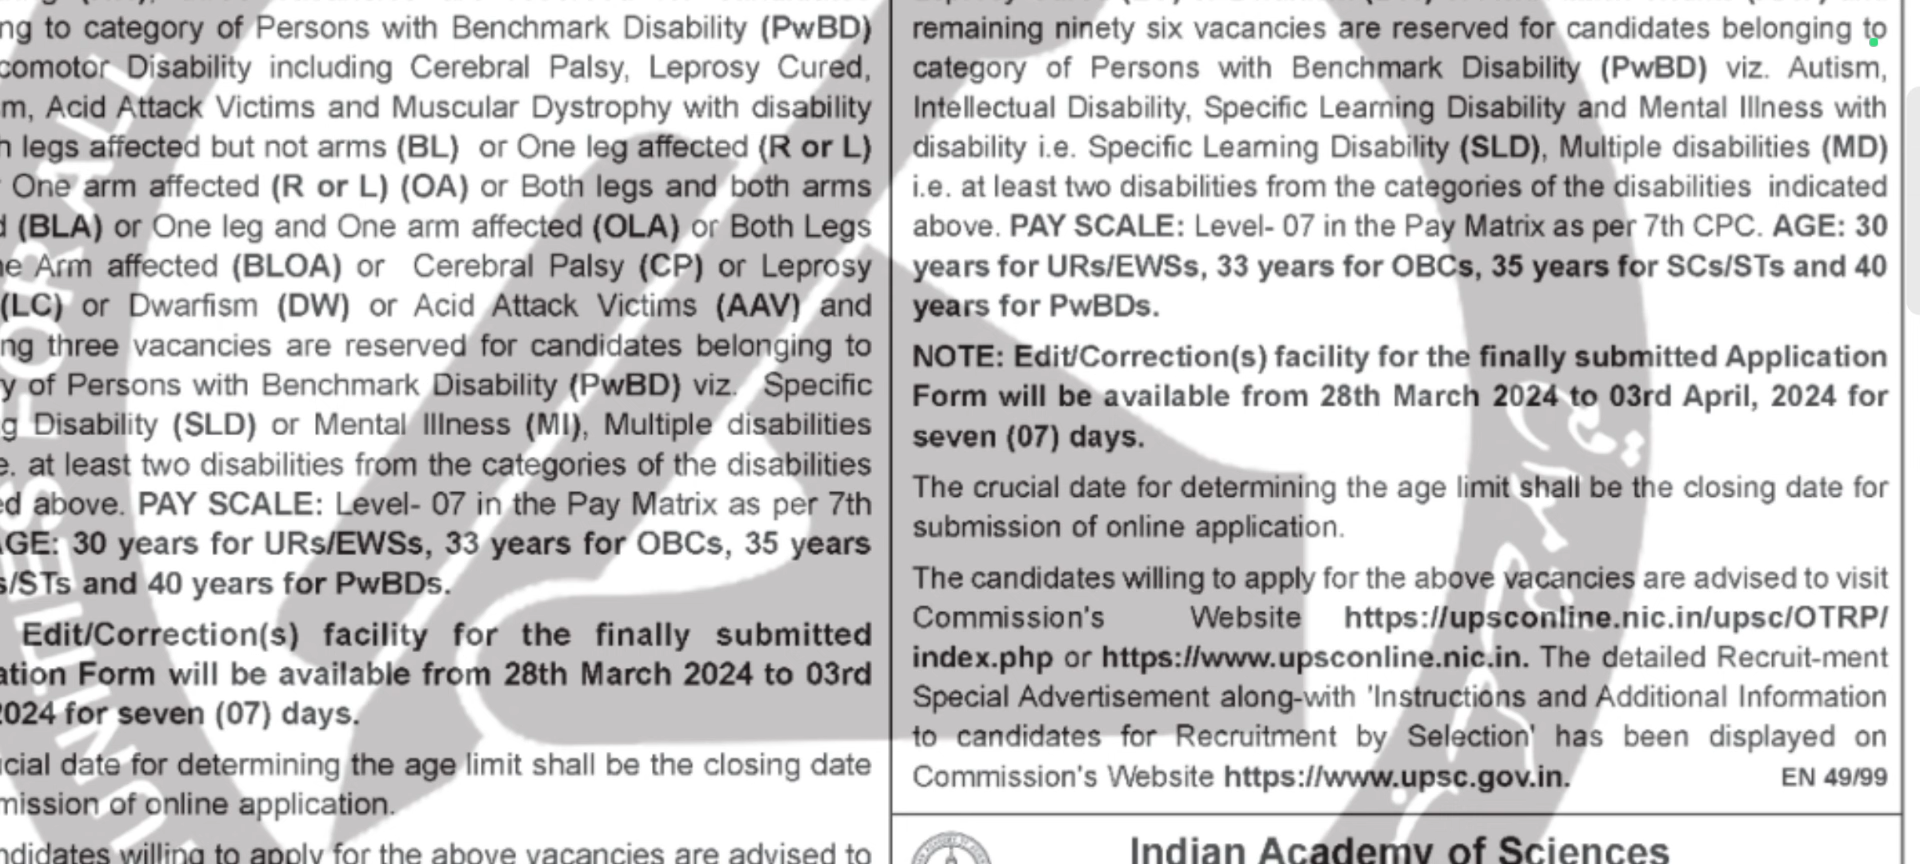 ng to category of Persons with Benchmark Disability (PwBD)
comotor Disability including Cerebral Palsy, Leprosy Cured,
m, Acid Attack Victims and Muscular Dystrophy with disability
h legs affected but not arms (BL) or One leg affected (R or L)
One arm affected (R or L) (OA) or Both legs and both arms
d (BLA) or One leg and One arm affected (OLA) or Both Legs
e Arm affected (BLOA) or Cerebral Palsy (CP) or Leprosy
(LC) or Dwarfism (DW) or Acid Attack Victims (AAV) and
ng three vacancies are reserved for candidates belonging to
y of Persons with Benchmark Disability (PwBD) viz. Specific
g Disability (SLD) or Mental Illness (MI), Multiple disabilities
e. at least two disabilities from the categories of the disabilities
ed above. PAY SCALE: Level- 07 in the Pay Matrix as per 7th
AGE: 30 years for URs/EWSs, 33 years for OBCs, 35 years
s/STs and 40 years for PwBDs.
Edit/Correction(s) facility for the finally submitted
ation Form will be available from 28th March 2024 to 03rd
2024 for seven (07) days.
cial date for determining the age limit shall be the closing date
mission of online application.
ndidates willing to apply for the above vacancies are advised to
remaining ninety six vacancies are reserved for candidates belonging to
category of Persons with Benchmark Disability (PwBD) viz. Autism,
Intellectual Disability, Specific Learning Disability and Mental Illness with
disability i.e. Specific Learning Disability (SLD), Multiple disabilities (MD)
i.e. at least two disabilities from the categories of the disabilities indicated
above. PAY SCALE: Level- 07 in the Pay Matrix as per 7th CPC. AGE: 30
years for URs/EWSs, 33 years for OBCs, 35 years for SCs/STs and 40
years for PwBDs.
NOTE: Edit/Correction(s) facility for the finally submitted Application
Form will be available from 28th March 2024 to 03rd April, 2024 for
seven (07) days.
The crucial date for determining the age limit shall be the closing date for
submission of online application.
The candidates willing to apply for the above vacancies are advised to visit
Commission's Website https://upsconline.nic.in/upsc/OTRP/
index.php or https://www.upsconline.nic.in. The detailed Recruit-ment
Special Advertisement along-with 'Instructions and Additional Information
to candidates for Recruitment by Selection' has been displayed on
Commission's Website https://www.upsc.gov.in.
EN 49/99
Indian Academy of Sciences